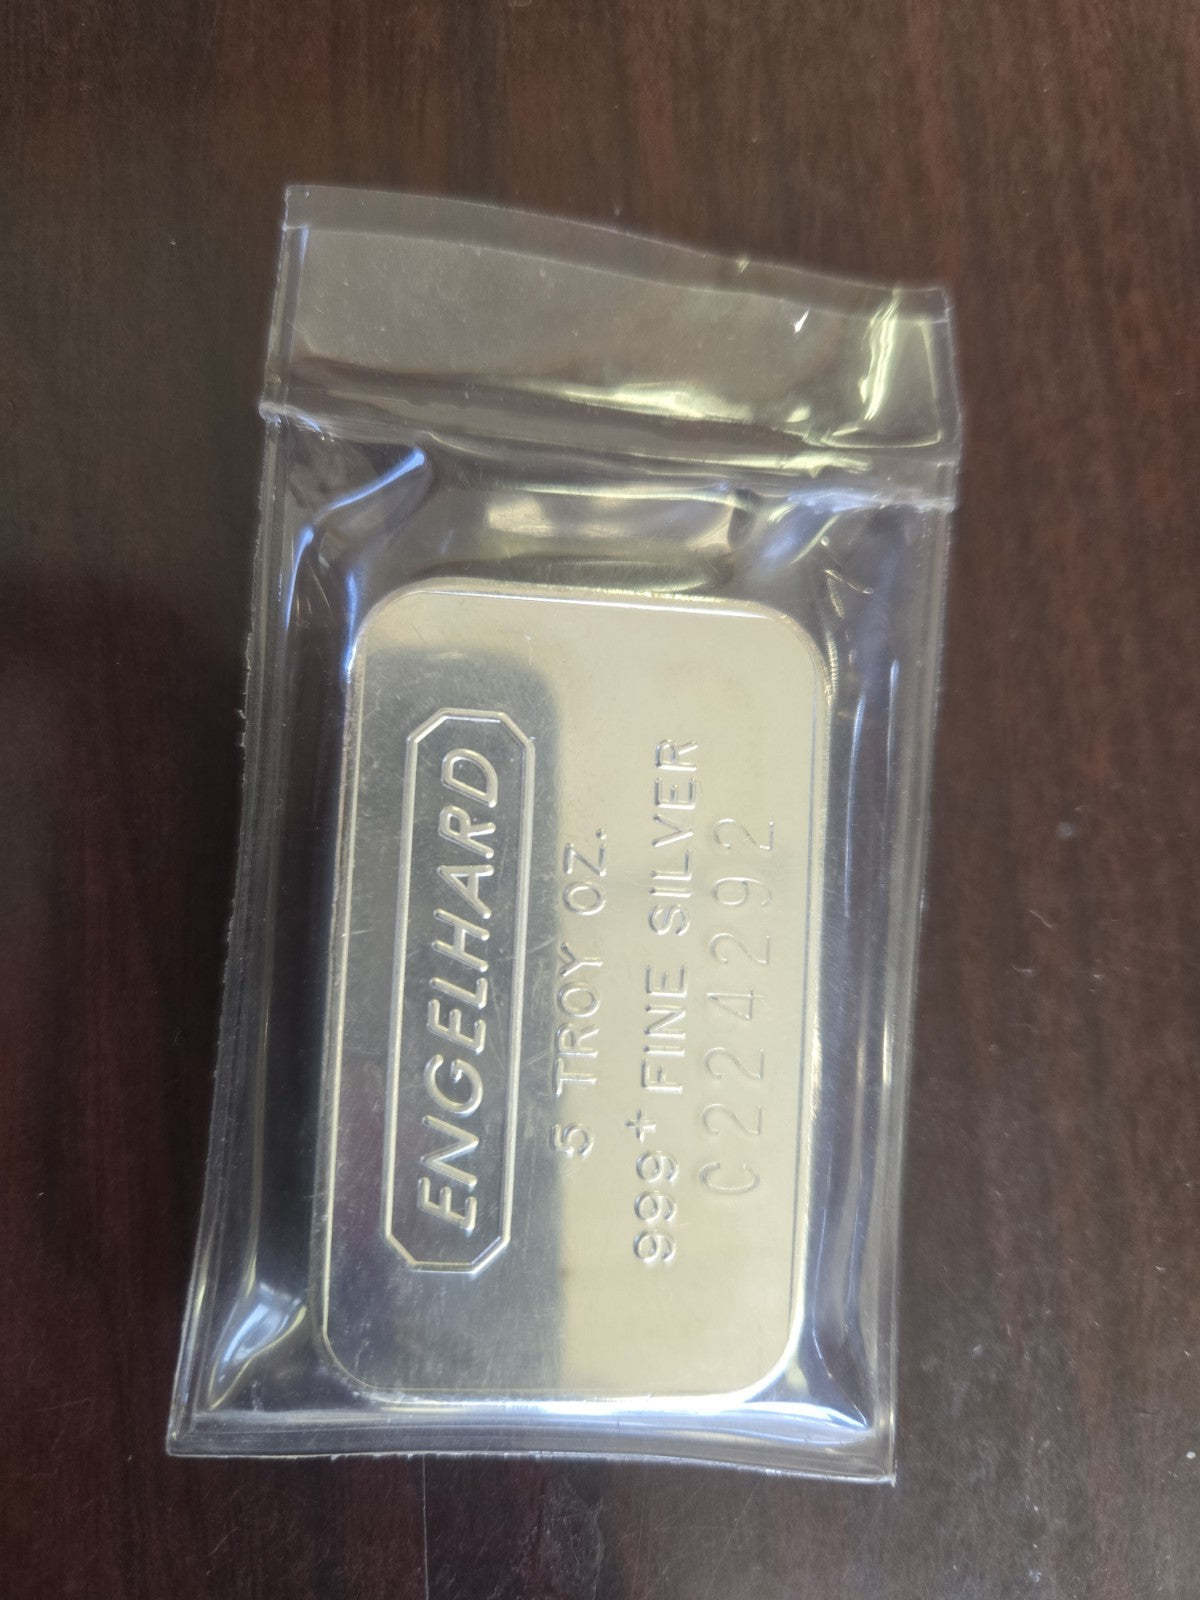 ENGELHARD
5 TROY OZ.
999+ FINE SILVER
C224292